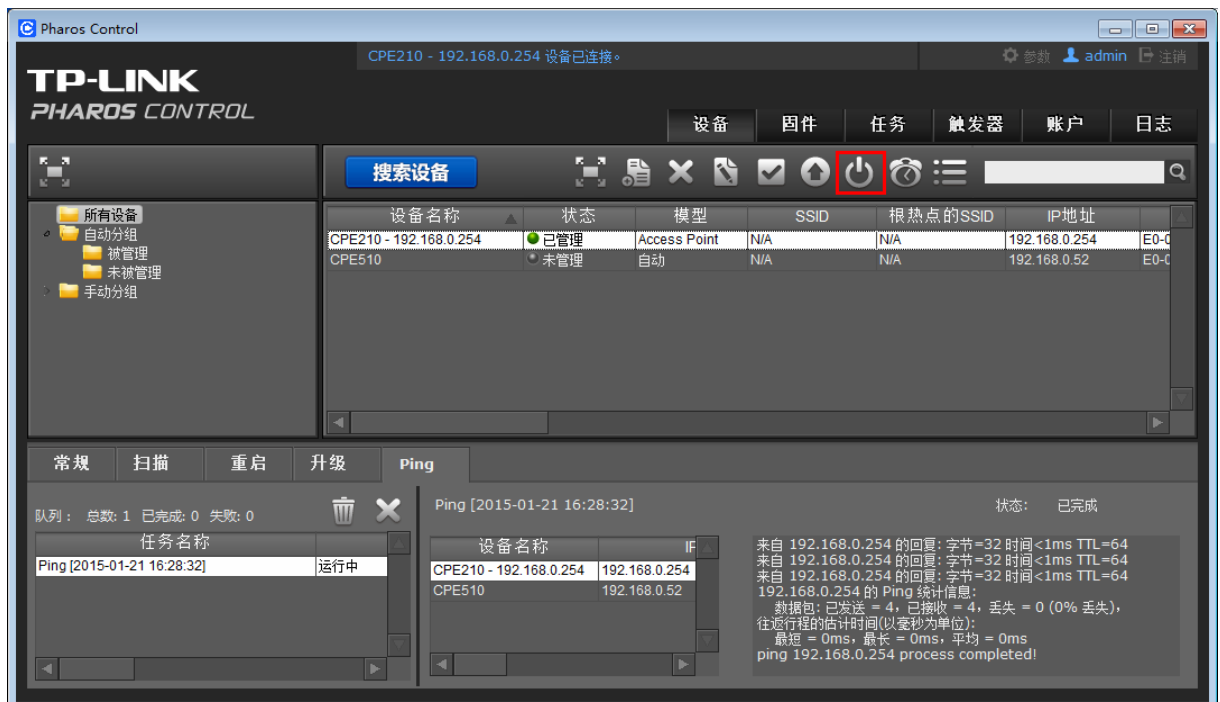 Pharos Control
CPE210 - 192.168.0.254 设备已连接。
参数 admin 注销
TP-LINK
PHAROS CONTROL
设备 固件 任务 触发器 账户 日志
搜索设备
所有设备
自动分组
被管理
未被管理
手动分组
设备名称 状态 模型 SSID 根热点的SSID IP地址
CPE210 - 192.168.0.254 已管理 Access Point N/A N/A 192.168.0.254 E0-C
CPE510 未管理 自动 N/A N/A 192.168.0.52 E0-C
常规 扫描 重启 升级 Ping
队列： 总数: 1 已完成: 0 失败: 0
任务名称
Ping [2015-01-21 16:28:32] 运行中
Ping [2015-01-21 16:28:32] 状态: 已完成
设备名称 IP
CPE210 - 192.168.0.254 192.168.0.254
CPE510 192.168.0.52
来自 192.168.0.254 的回复: 字节=32 时间<1ms TTL=64
来自 192.168.0.254 的回复: 字节=32 时间<1ms TTL=64
来自 192.168.0.254 的回复: 字节=32 时间<1ms TTL=64
192.168.0.254 的 Ping 统计信息:
数据包: 已发送 = 4，已接收 = 4，丢失 = 0 (0% 丢失)，
往返行程的估计时间(以毫秒为单位):
最短 = 0ms，最长 = 0ms，平均 = 0ms
ping 192.168.0.254 process completed!